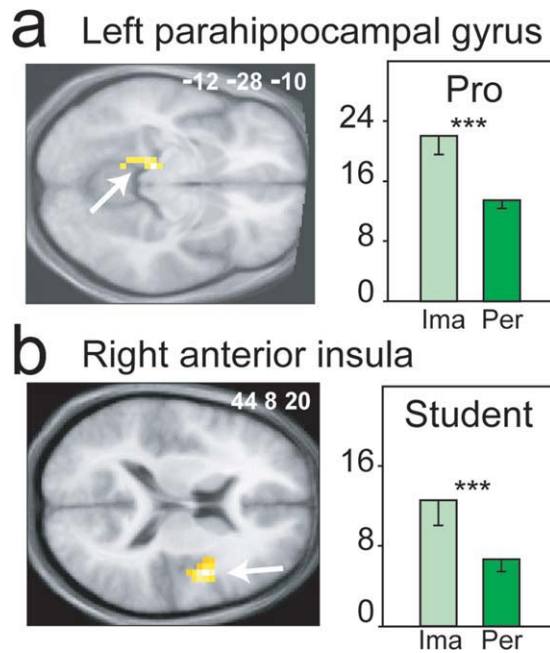 a Left parahippocampal gyrus
-12 -28 -10
Pro
***
24
16
8
0
Ima Per
b Right anterior insula
44 8 20
Student
***
16
8
0
Ima Per